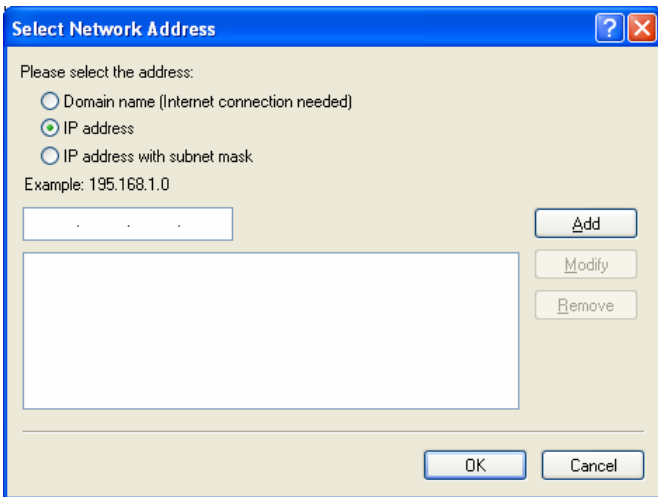 Select Network Address
Please select the address:
Domain name (Internet connection needed)
IP address
IP address with subnet mask
Example: 195.168.1.0
. . .
Add
Modify
Remove
OK
Cancel